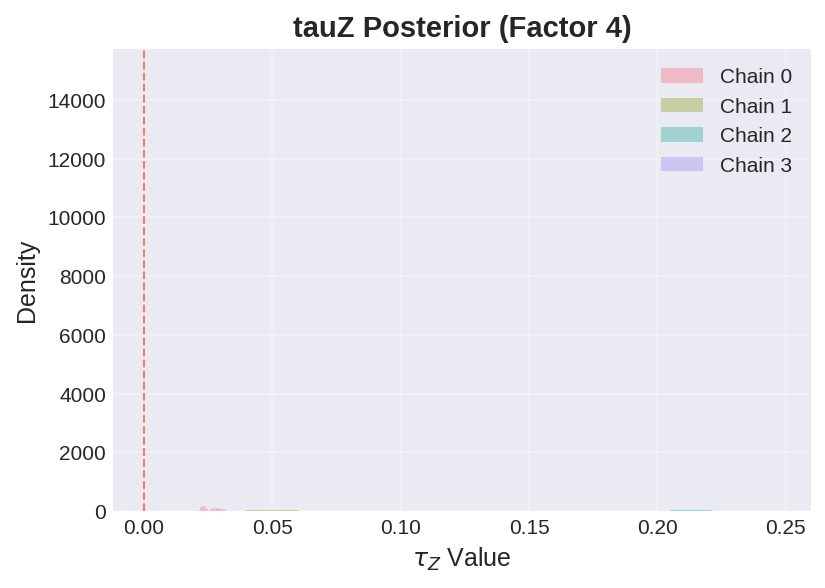 tauZ Posterior (Factor 4)
Chain 0
Chain 1
Chain 2
Chain 3
Density
14000
12000
10000
8000
6000
4000
2000
0
0.00 0.05 0.10 0.15 0.20 0.25
τ_Z Value